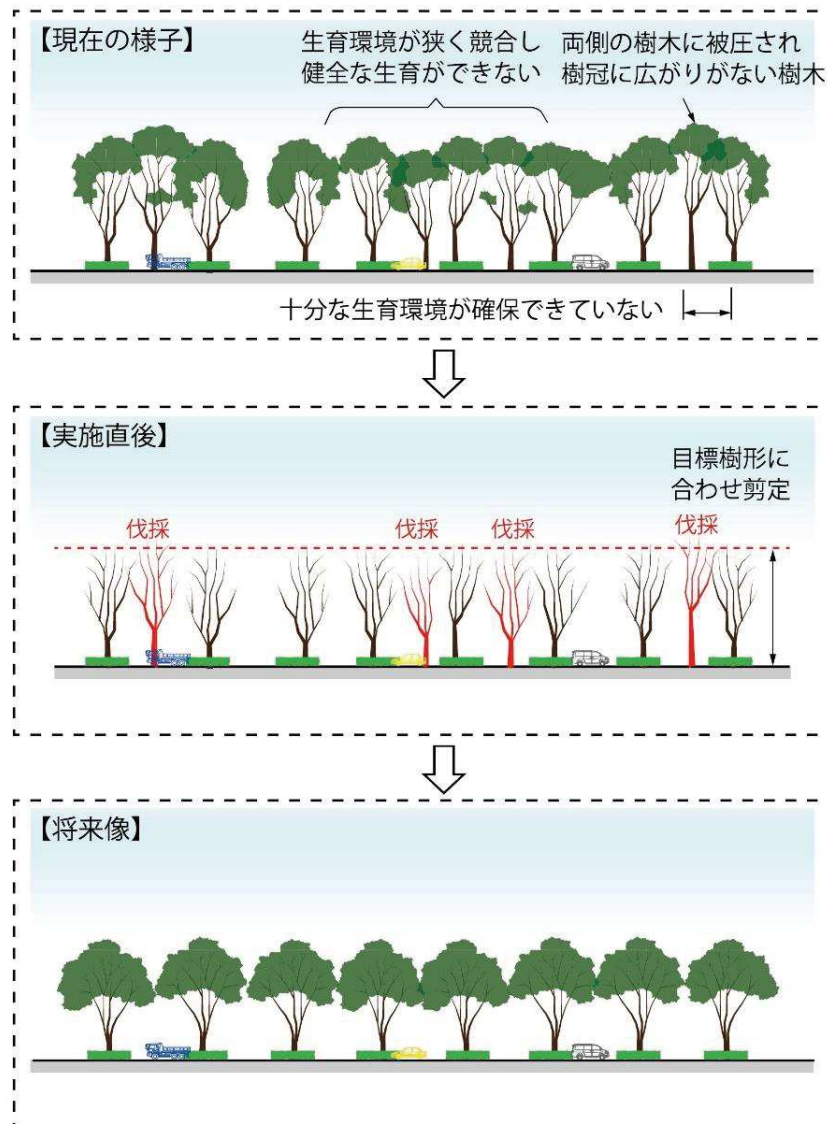 【現在の様子】
生育環境が狭く競合し
健全な生育ができない
両側の樹木に被圧され
樹冠に広がりがない樹木
十分な生育環境が確保できていない
【実施直後】
目標樹形に
合わせ剪定
伐採
伐採
伐採
伐採
【将来像】